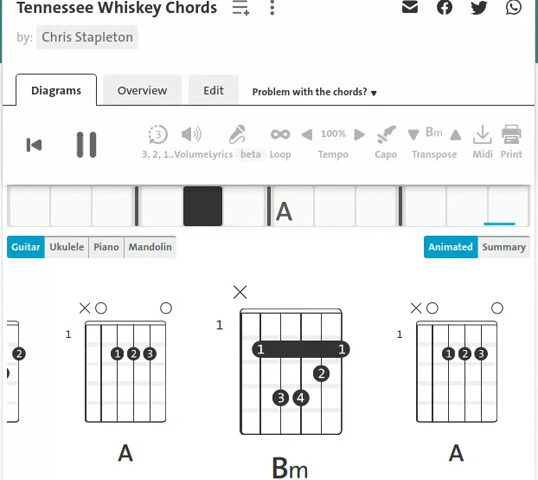 Tennessee Whiskey Chords
by: Chris Stapleton
Diagrams Overview Edit Problem with the chords? ▼
3, 2, 1.. Volume Lyrics beta Loop 100% Tempo Capo Bm Transpose Midi Print
A
Guitar Ukulele Piano Mandolin Animated Summary
X O O X X O O
1 1 1
2 1 2 3 1 1 2 3 4 1 2 3
A Bm A